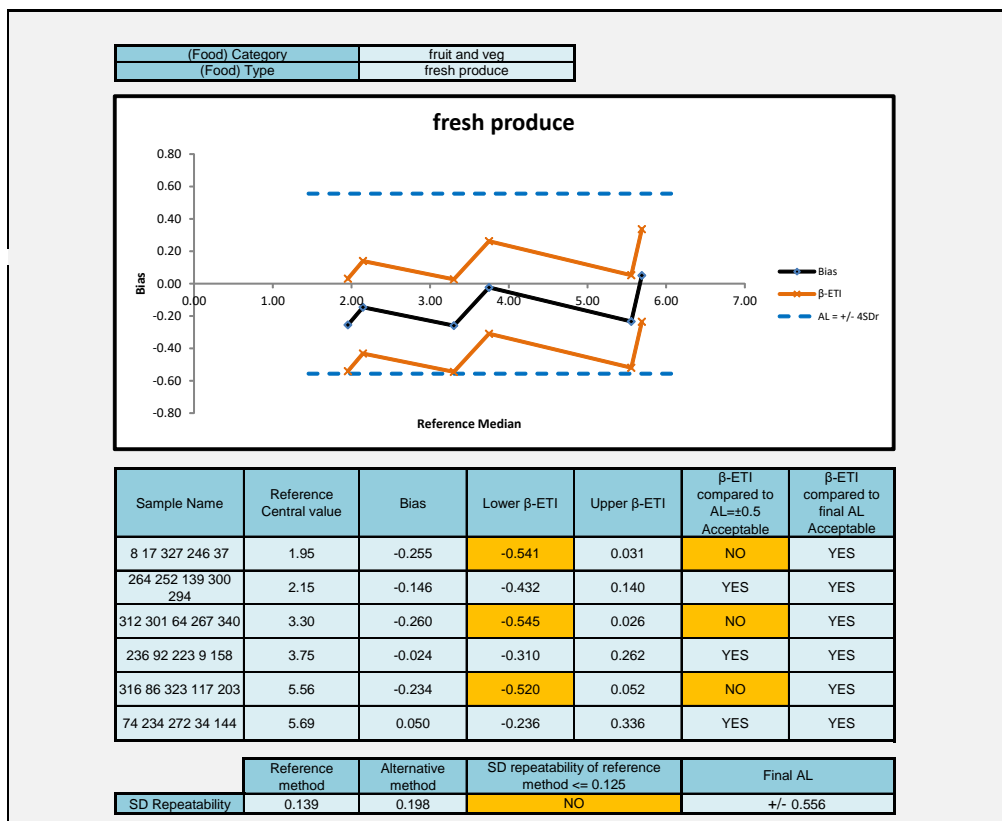 (Food) Category fruit and veg
(Food) Type fresh produce
fresh produce
0.80
0.60
0.40
0.20
0.00
-0.20
-0.40
-0.60
-0.80
0.00 1.00 2.00 3.00 4.00 5.00 6.00 7.00
Bias
Reference Median
Bias
β-ETI
AL = +/- 4SDr
Sample Name Reference Central value Bias Lower β-ETI Upper β-ETI β-ETI compared to AL=±0.5 Acceptable β-ETI compared to final AL Acceptable
8 17 327 246 37 1.95 -0.255 -0.541 0.031 NO YES
264 252 139 300 294 2.15 -0.146 -0.432 0.140 YES YES
312 301 64 267 340 3.30 -0.260 -0.545 0.026 NO YES
236 92 223 9 158 3.75 -0.024 -0.310 0.262 YES YES
316 86 323 117 203 5.56 -0.234 -0.520 0.052 NO YES
74 234 272 34 144 5.69 0.050 -0.236 0.336 YES YES
Reference method Alternative method SD repeatability of reference method <= 0.125 Final AL
SD Repeatability 0.139 0.198 NO +/- 0.556